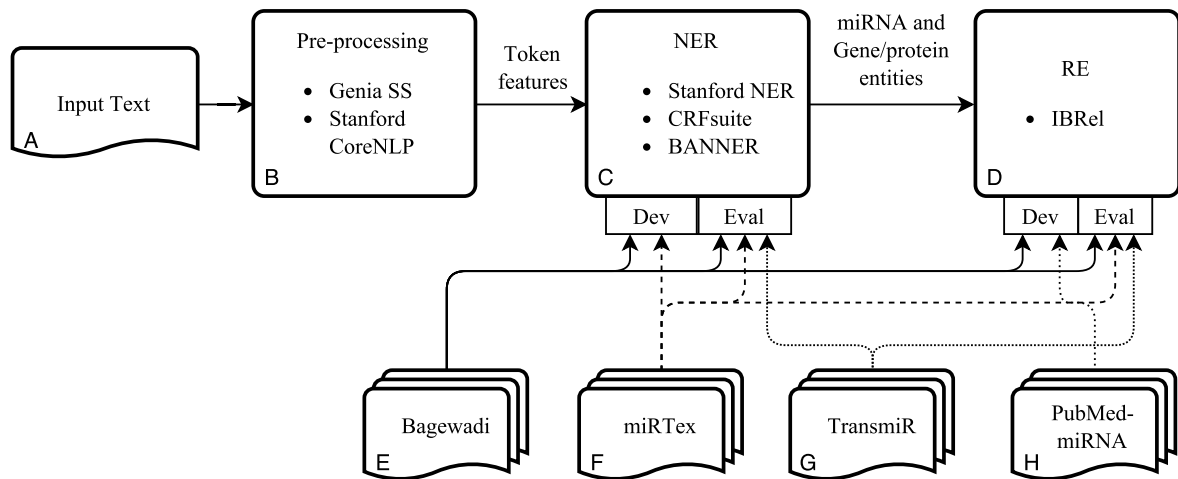 Input Text
A
Pre-processing
• Genia SS
• Stanford
CoreNLP
B
Token
features
NER
• Stanford NER
• CRFsuite
• BANNER
C
miRNA and
Gene/protein
entities
RE
• IBRel
D
Dev
Eval
Dev
Eval
Bagewadi
E
miRTex
F
TransmiR
G
PubMed-
miRNA
H